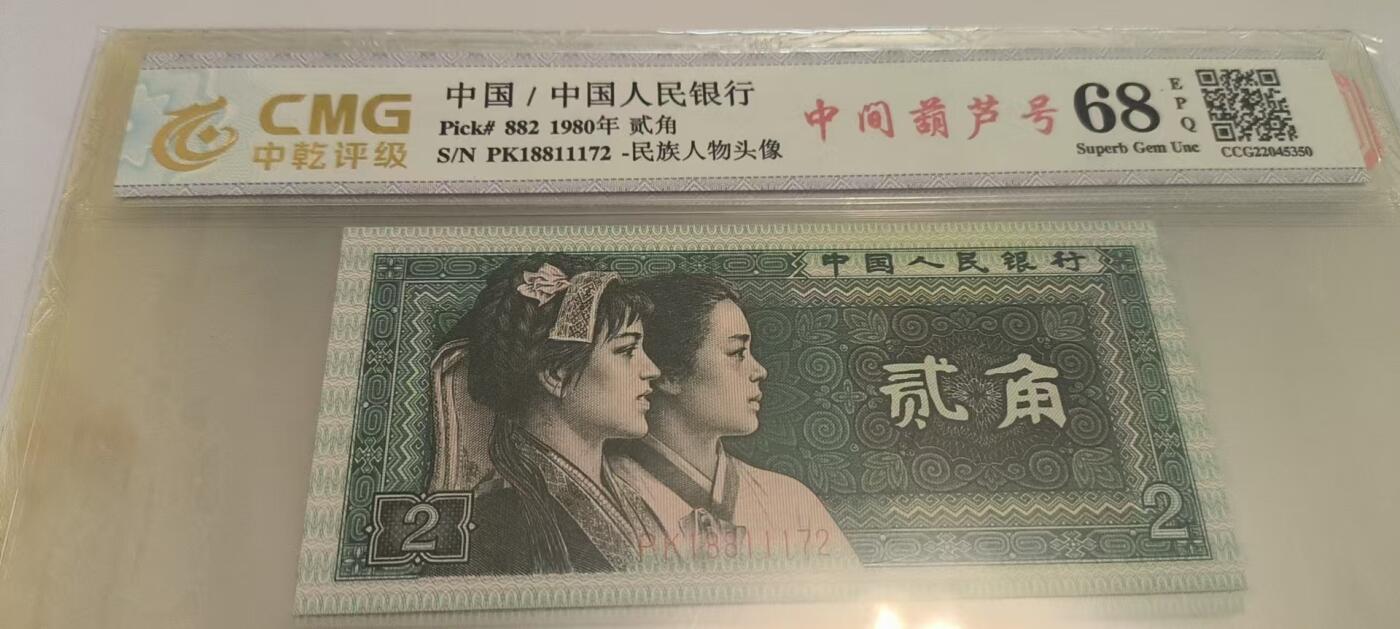 CMG
中乾评级
中国 / 中国人民银行
Pick# 882 1980年 贰角
S/N PK18811172 -民族人物头像
中间葫芦号
68
EPQ
Superb Gem Unc
CCG22045350
中国人民银行
贰角
2
2
PK18811172